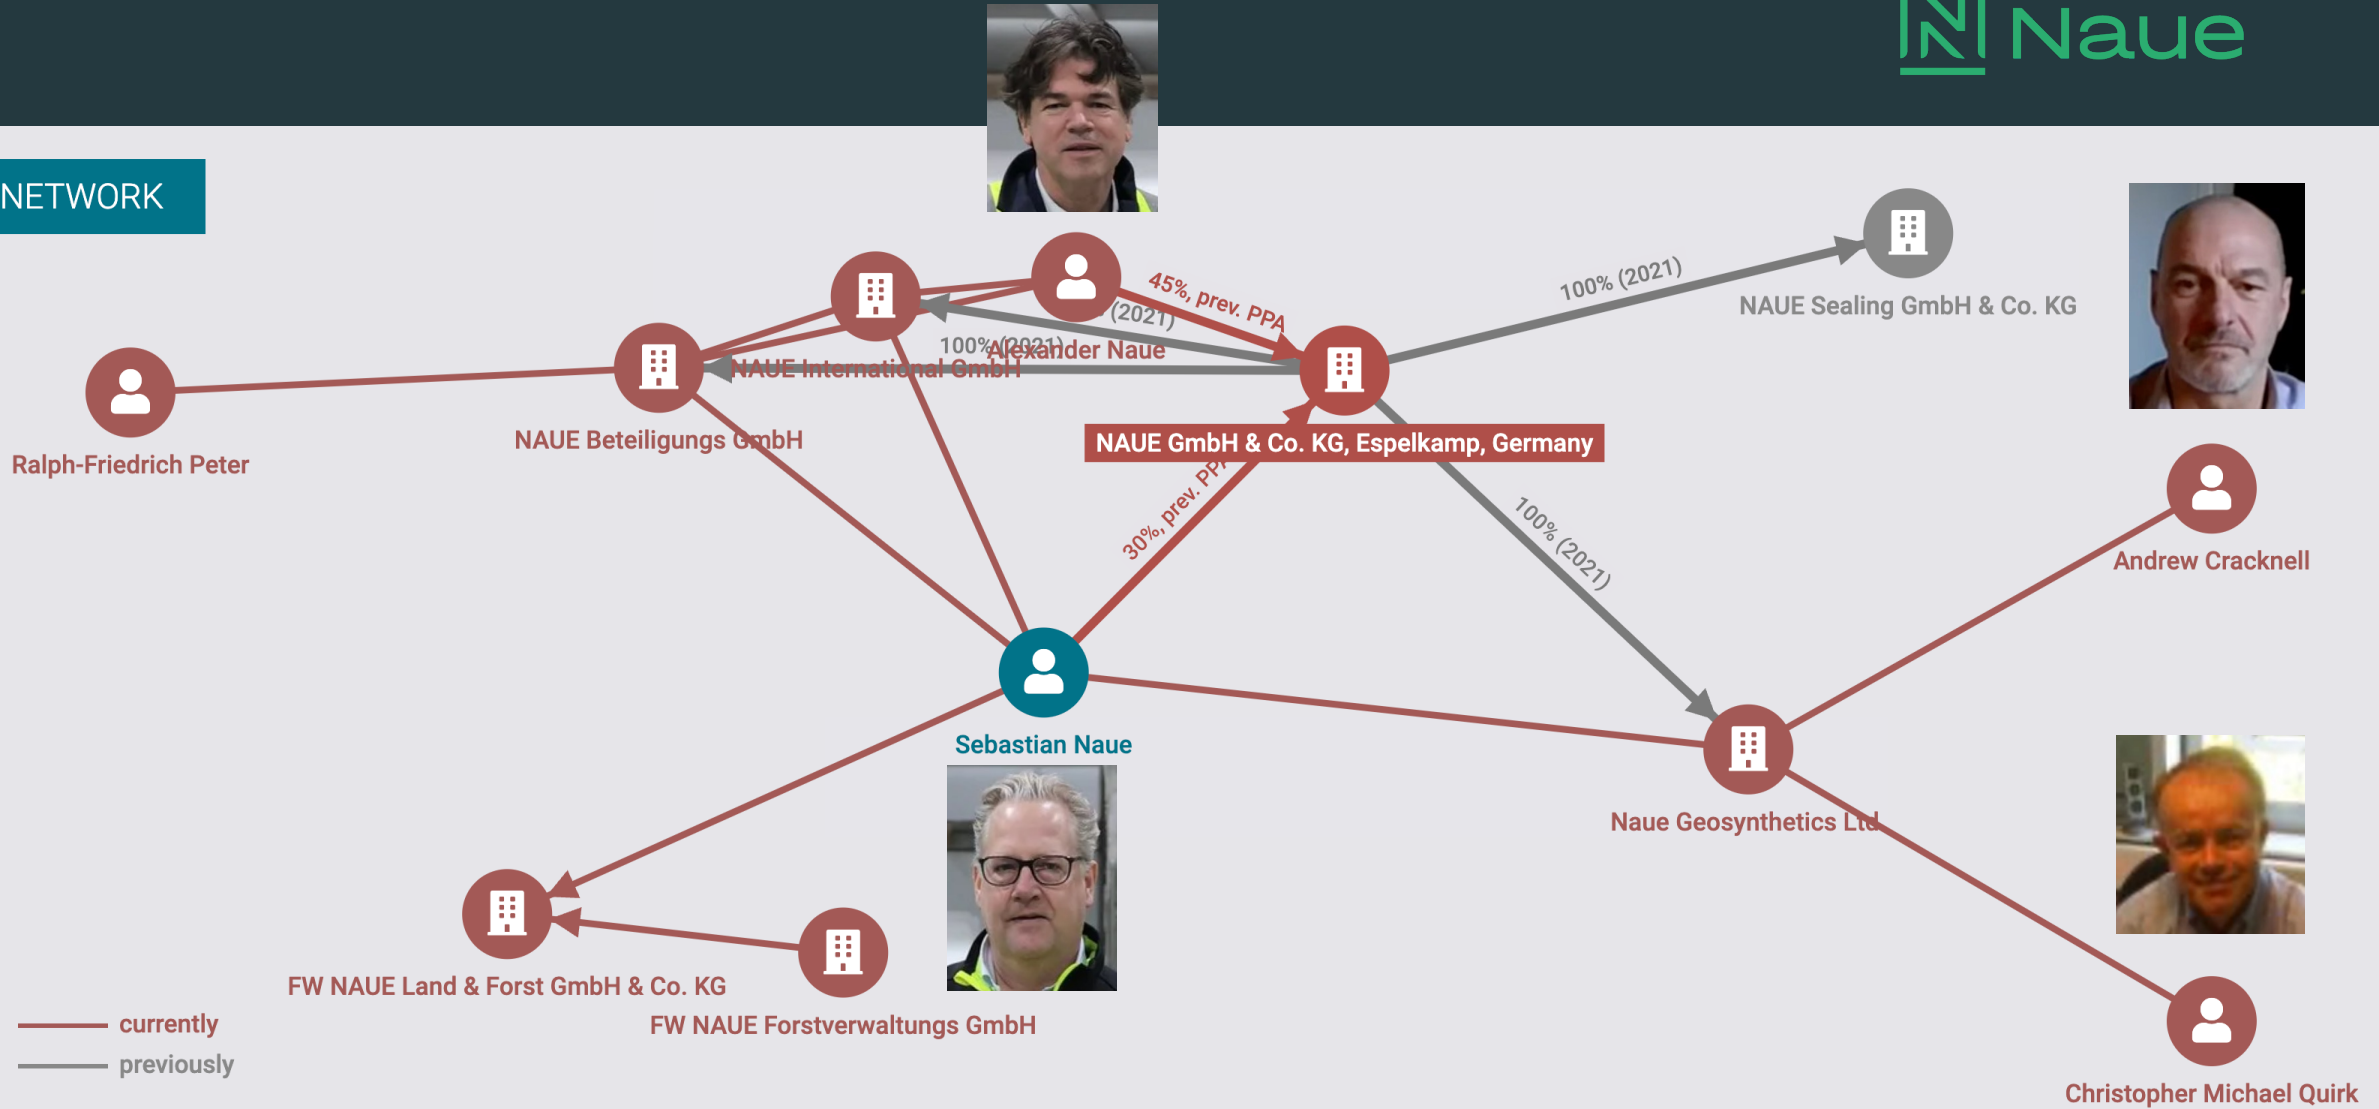 Naue
NETWORK
45%, prev. PPA
100% (2021)
NAUE Sealing GmbH & Co. KG
(2021)
100% (2021)
Alexander Naue
NAUE International GmbH
NAUE Beteiligungs GmbH
NAUE GmbH & Co. KG, Espelkamp, Germany
Ralph-Friedrich Peter
30%, prev. PPA
100% (2021)
Andrew Cracknell
Sebastian Naue
Naue Geosynthetics Ltd
FW NAUE Land & Forst GmbH & Co. KG
FW NAUE Forstverwaltungs GmbH
currently
previously
Christopher Michael Quirk